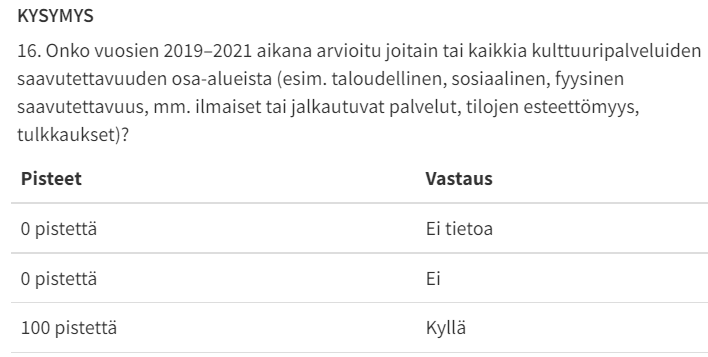 KYSYMYS
16. Onko vuosien 2019–2021 aikana arvioitu joitain tai kaikkia kulttuuripalveluiden
saavutettavuuden osa-alueista (esim. taloudellinen, sosiaalinen, fyysinen
saavutettavuus, mm. ilmaiset tai jalkautuvat palvelut, tilojen esteettömyys,
tulkkaukset)?
Pisteet Vastaus
0 pistettä Ei tietoa
0 pistettä Ei
100 pistettä Kyllä